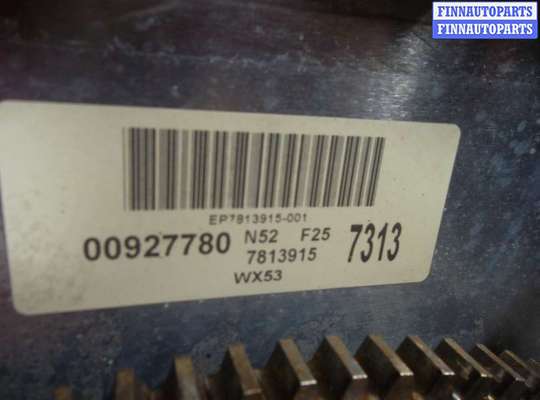 FINNAUTOPARTS
FINNAUTOPARTS
EP7813915-001
00927780 N52 F25 7313
7813915
WX53